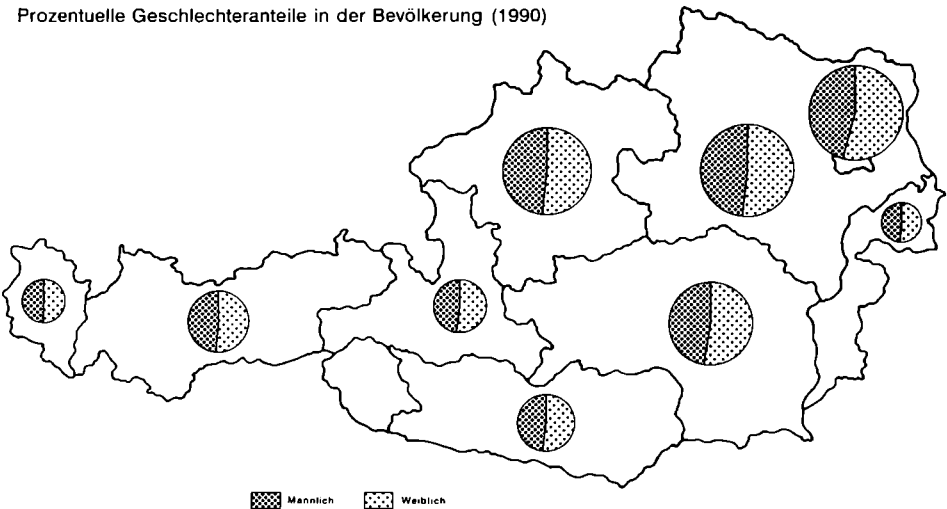 Prozentuelle Geschlechteranteile in der Bevölkerung (1990)
Männlich
Weiblich